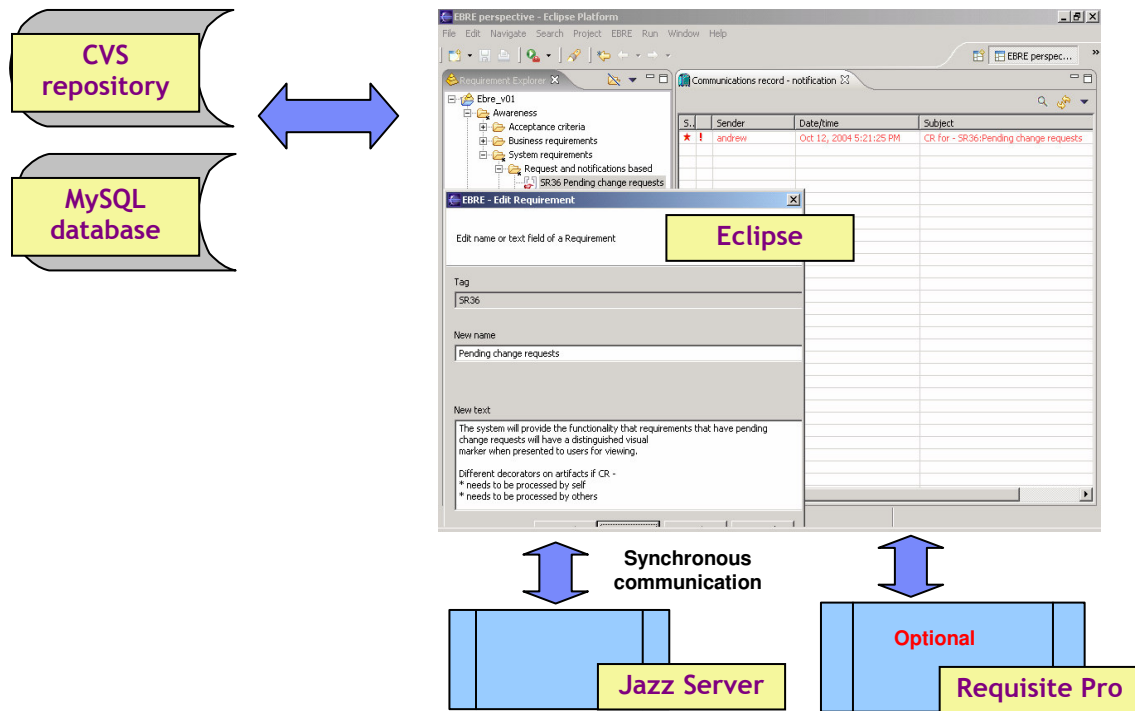 CVS
repository
MySQL
database
EBRE perspective - Eclipse Platform
File Edit Navigate Search Project EBRE Run Window Help
EBRE perspec...
»
Requirement Explorer
Communications record - notification
Ebre_v01
Awareness
Acceptance criteria
Business requirements
System requirements
Request and notifications based
SR36 Pending change requests
S.. Sender Date/time Subject
! andrew Oct 12, 2004 5:21:25 PM CR for - SR36:Pending change requests
EBRE - Edit Requirement
Edit name or text field of a Requirement
Eclipse
Tag
SR36
New name
Pending change requests
New text
The system will provide the functionality that requirements that have pending
change requests will have a distinguished visual
marker when presented to users for viewing.
Different decorators on artifacts if CR -
* needs to be processed by self
* needs to be processed by others
Synchronous
communication
Jazz Server
Optional
Requisite Pro